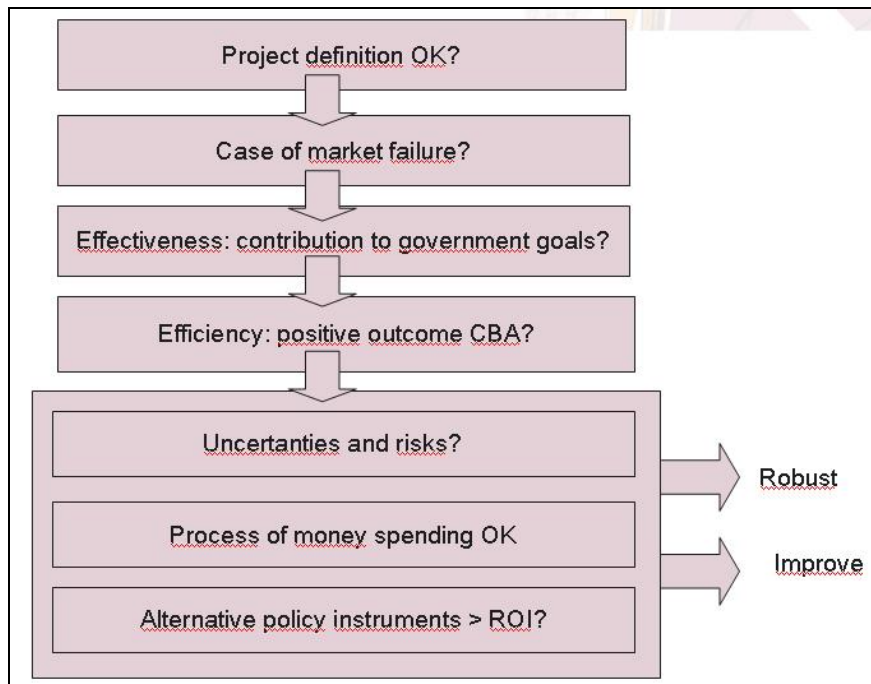 Project definition OK?
Case of market failure?
Effectiveness: contribution to government goals?
Efficiency: positive outcome CBA?
Uncertanties and risks?
Robust
Process of money spending OK
Improve
Alternative policy instruments > ROI?